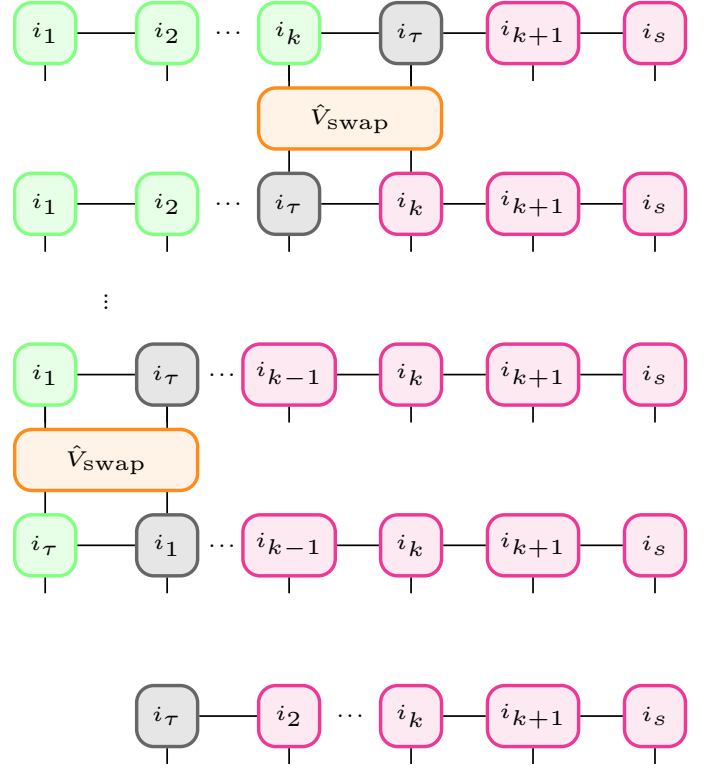 i_1 i_2 ⋯ i_k i_τ i_{k+1} i_s
V̂_swap
i_1 i_2 ⋯ i_τ i_k i_{k+1} i_s
⋮
i_1 i_τ ⋯ i_{k−1} i_k i_{k+1} i_s
V̂_swap
i_τ i_1 ⋯ i_{k−1} i_k i_{k+1} i_s
i_τ i_2 ⋯ i_k i_{k+1} i_s